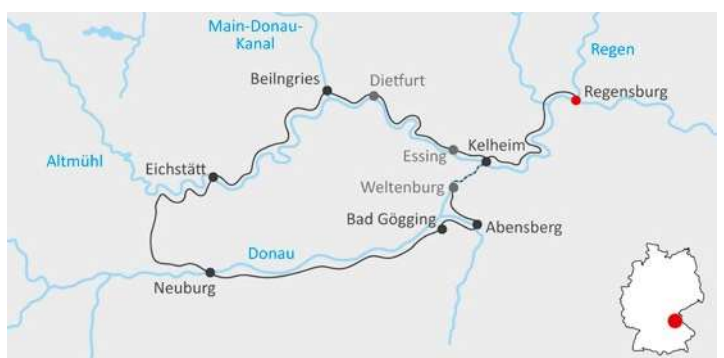 Main-Donau-
Kanal
Regen
Beilngries
Dietfurt
Regensburg
Altmühl
Eichstätt
Essing
Kelheim
Weltenburg
Bad Gögging
Abensberg
Donau
Neuburg